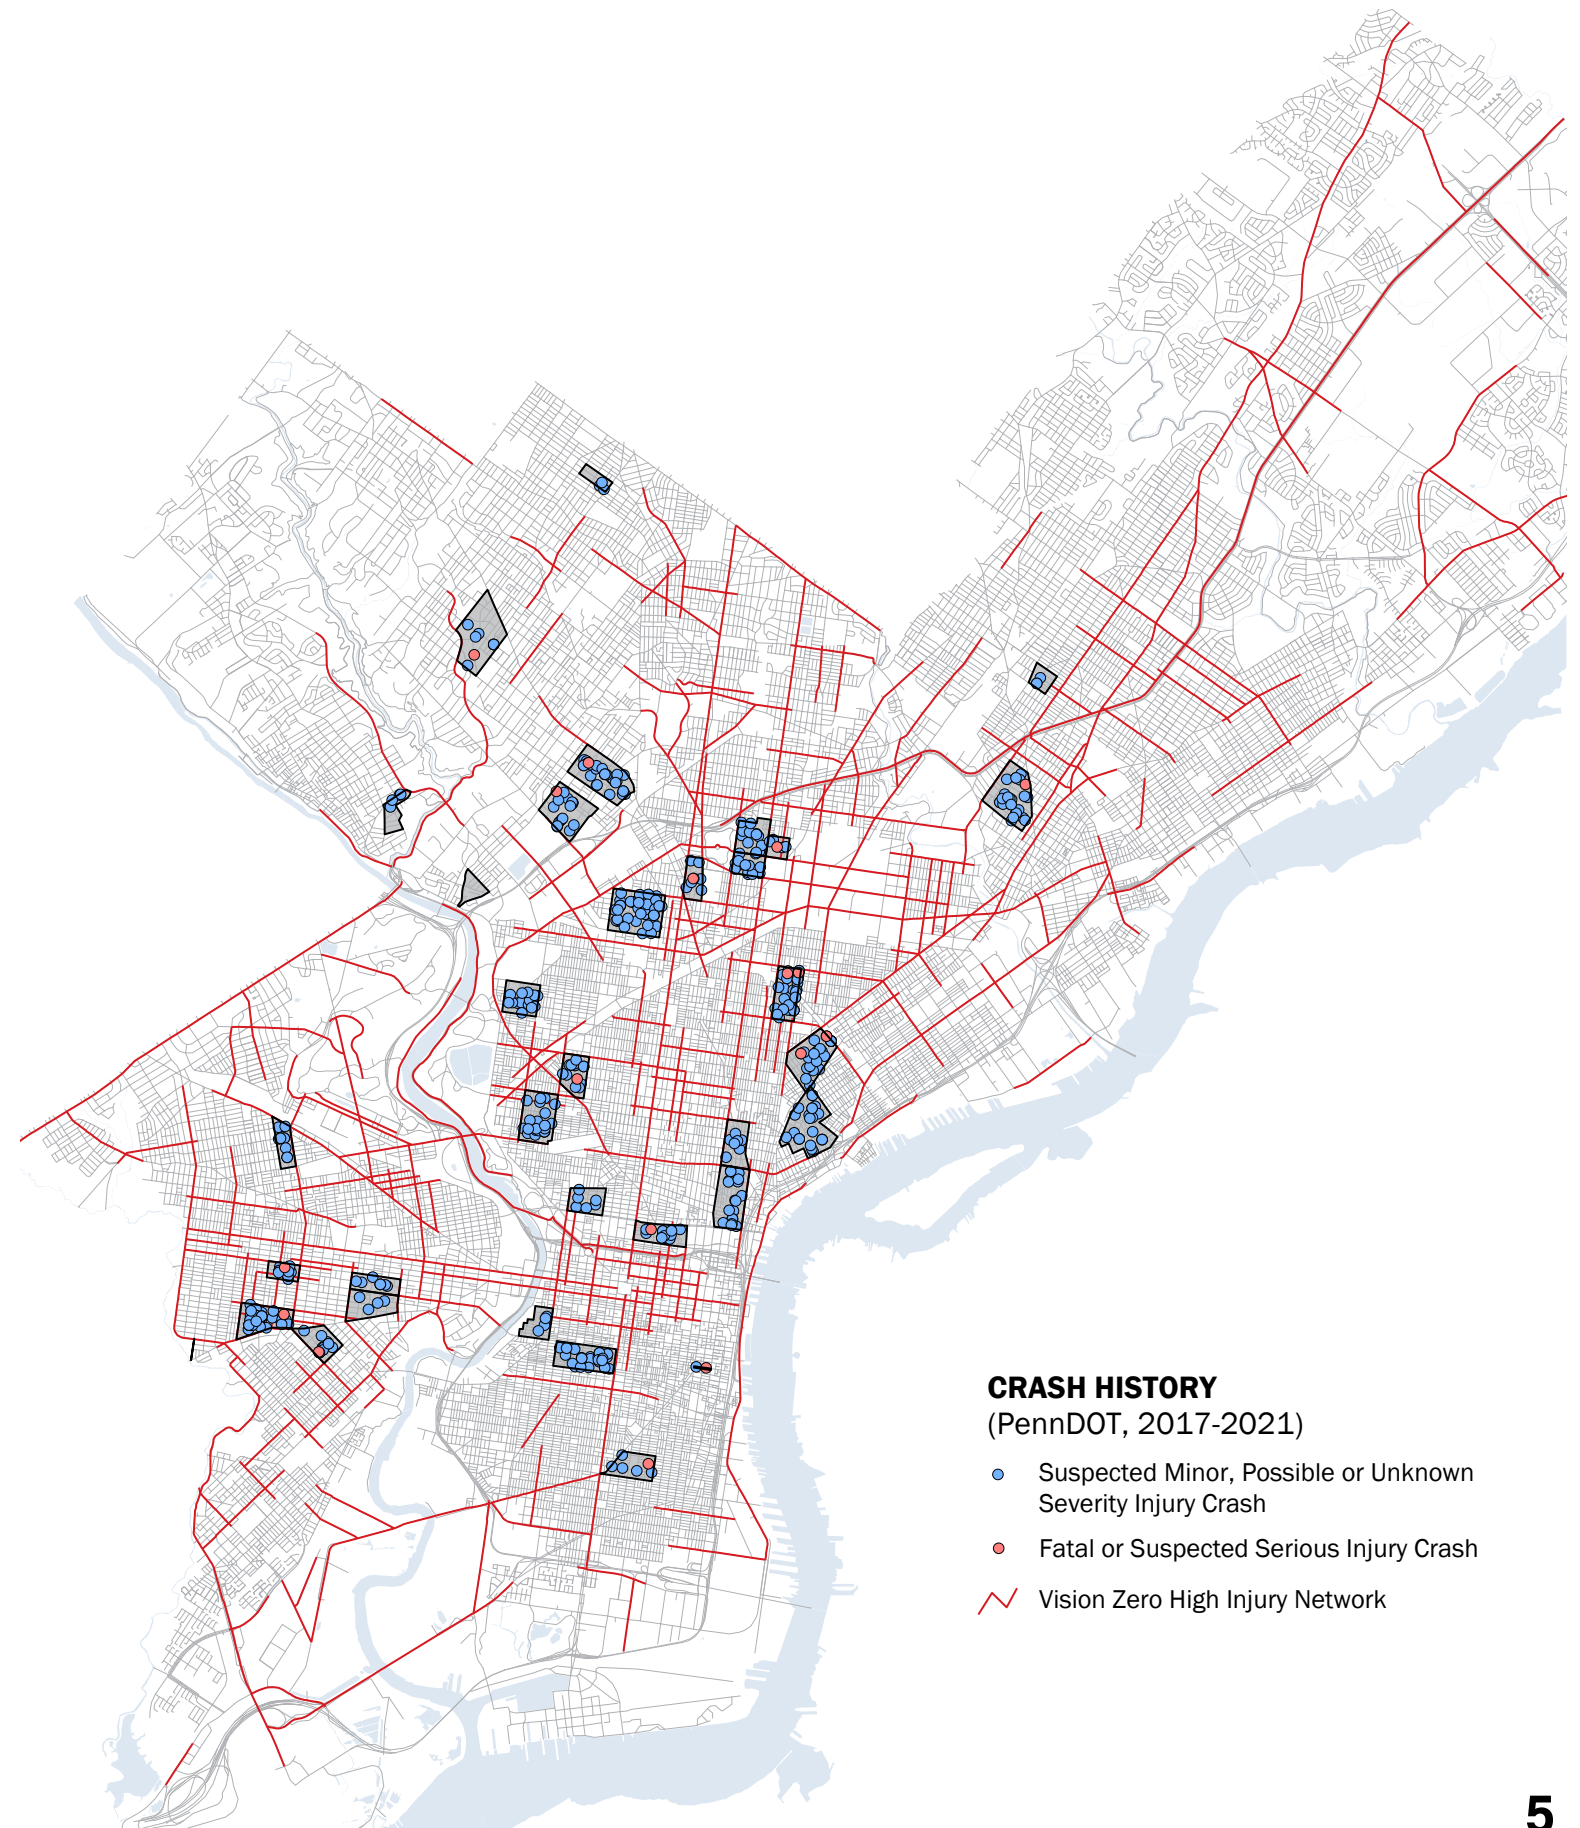 CRASH HISTORY
(PennDOT, 2017-2021)
Suspected Minor, Possible or Unknown
Severity Injury Crash
Fatal or Suspected Serious Injury Crash
Vision Zero High Injury Network
5